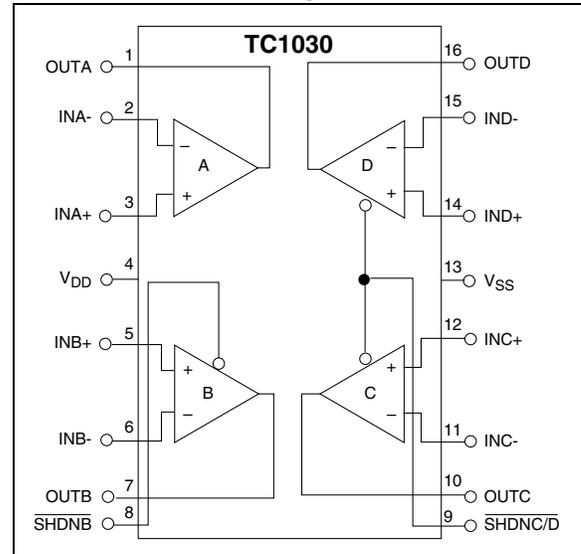 TC1030
1
OUTA
2
INA-
3
INA+
4
VDD
5
INB+
6
INB-
7
OUTB
8
SHDNB
16
OUTD
15
IND-
14
IND+
13
VSS
12
INC+
11
INC-
10
OUTC
9
SHDNC/D
−
A
+
−
D
+
+
B
−
+
C
−